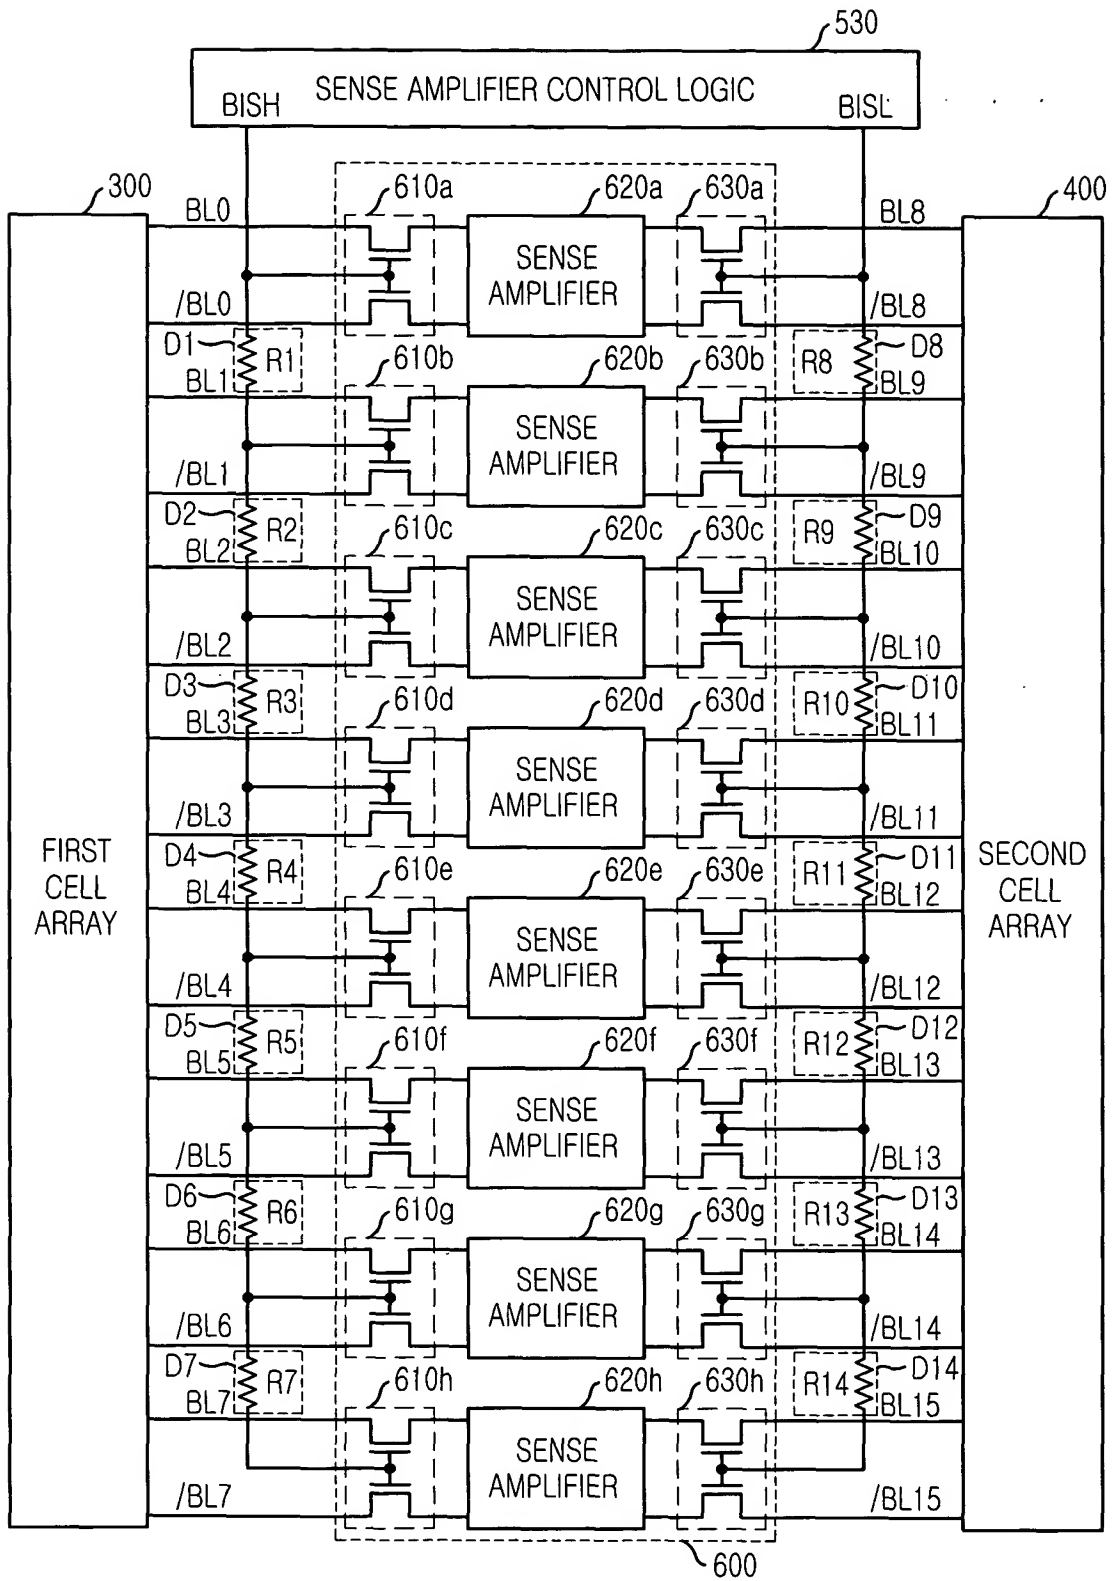 530
SENSE AMPLIFIER CONTROL LOGIC
BISH BISL
300 610a 620a 630a 400
BL0 BL8
SENSE
AMPLIFIER
/BL0 /BL8
D1 R1 R8 D8
BL1 610b 620b 630b BL9
SENSE
AMPLIFIER
/BL1 /BL9
D2 R2 R9 D9
BL2 610c 620c 630c BL10
SENSE
AMPLIFIER
/BL2 /BL10
D3 R3 R10 D10
BL3 610d 620d 630d BL11
SENSE
AMPLIFIER
/BL3 /BL11
FIRST
CELL
ARRAY
SECOND
CELL
ARRAY
D4 R4 R11 D11
BL4 610e 620e 630e BL12
SENSE
AMPLIFIER
/BL4 /BL12
D5 R5 R12 D12
BL5 610f 620f 630f BL13
SENSE
AMPLIFIER
/BL5 /BL13
D6 R6 R13 D13
BL6 610g 620g 630g BL14
SENSE
AMPLIFIER
/BL6 /BL14
D7 R7 R14 D14
BL7 610h 620h 630h BL15
SENSE
AMPLIFIER
/BL7 /BL15
600